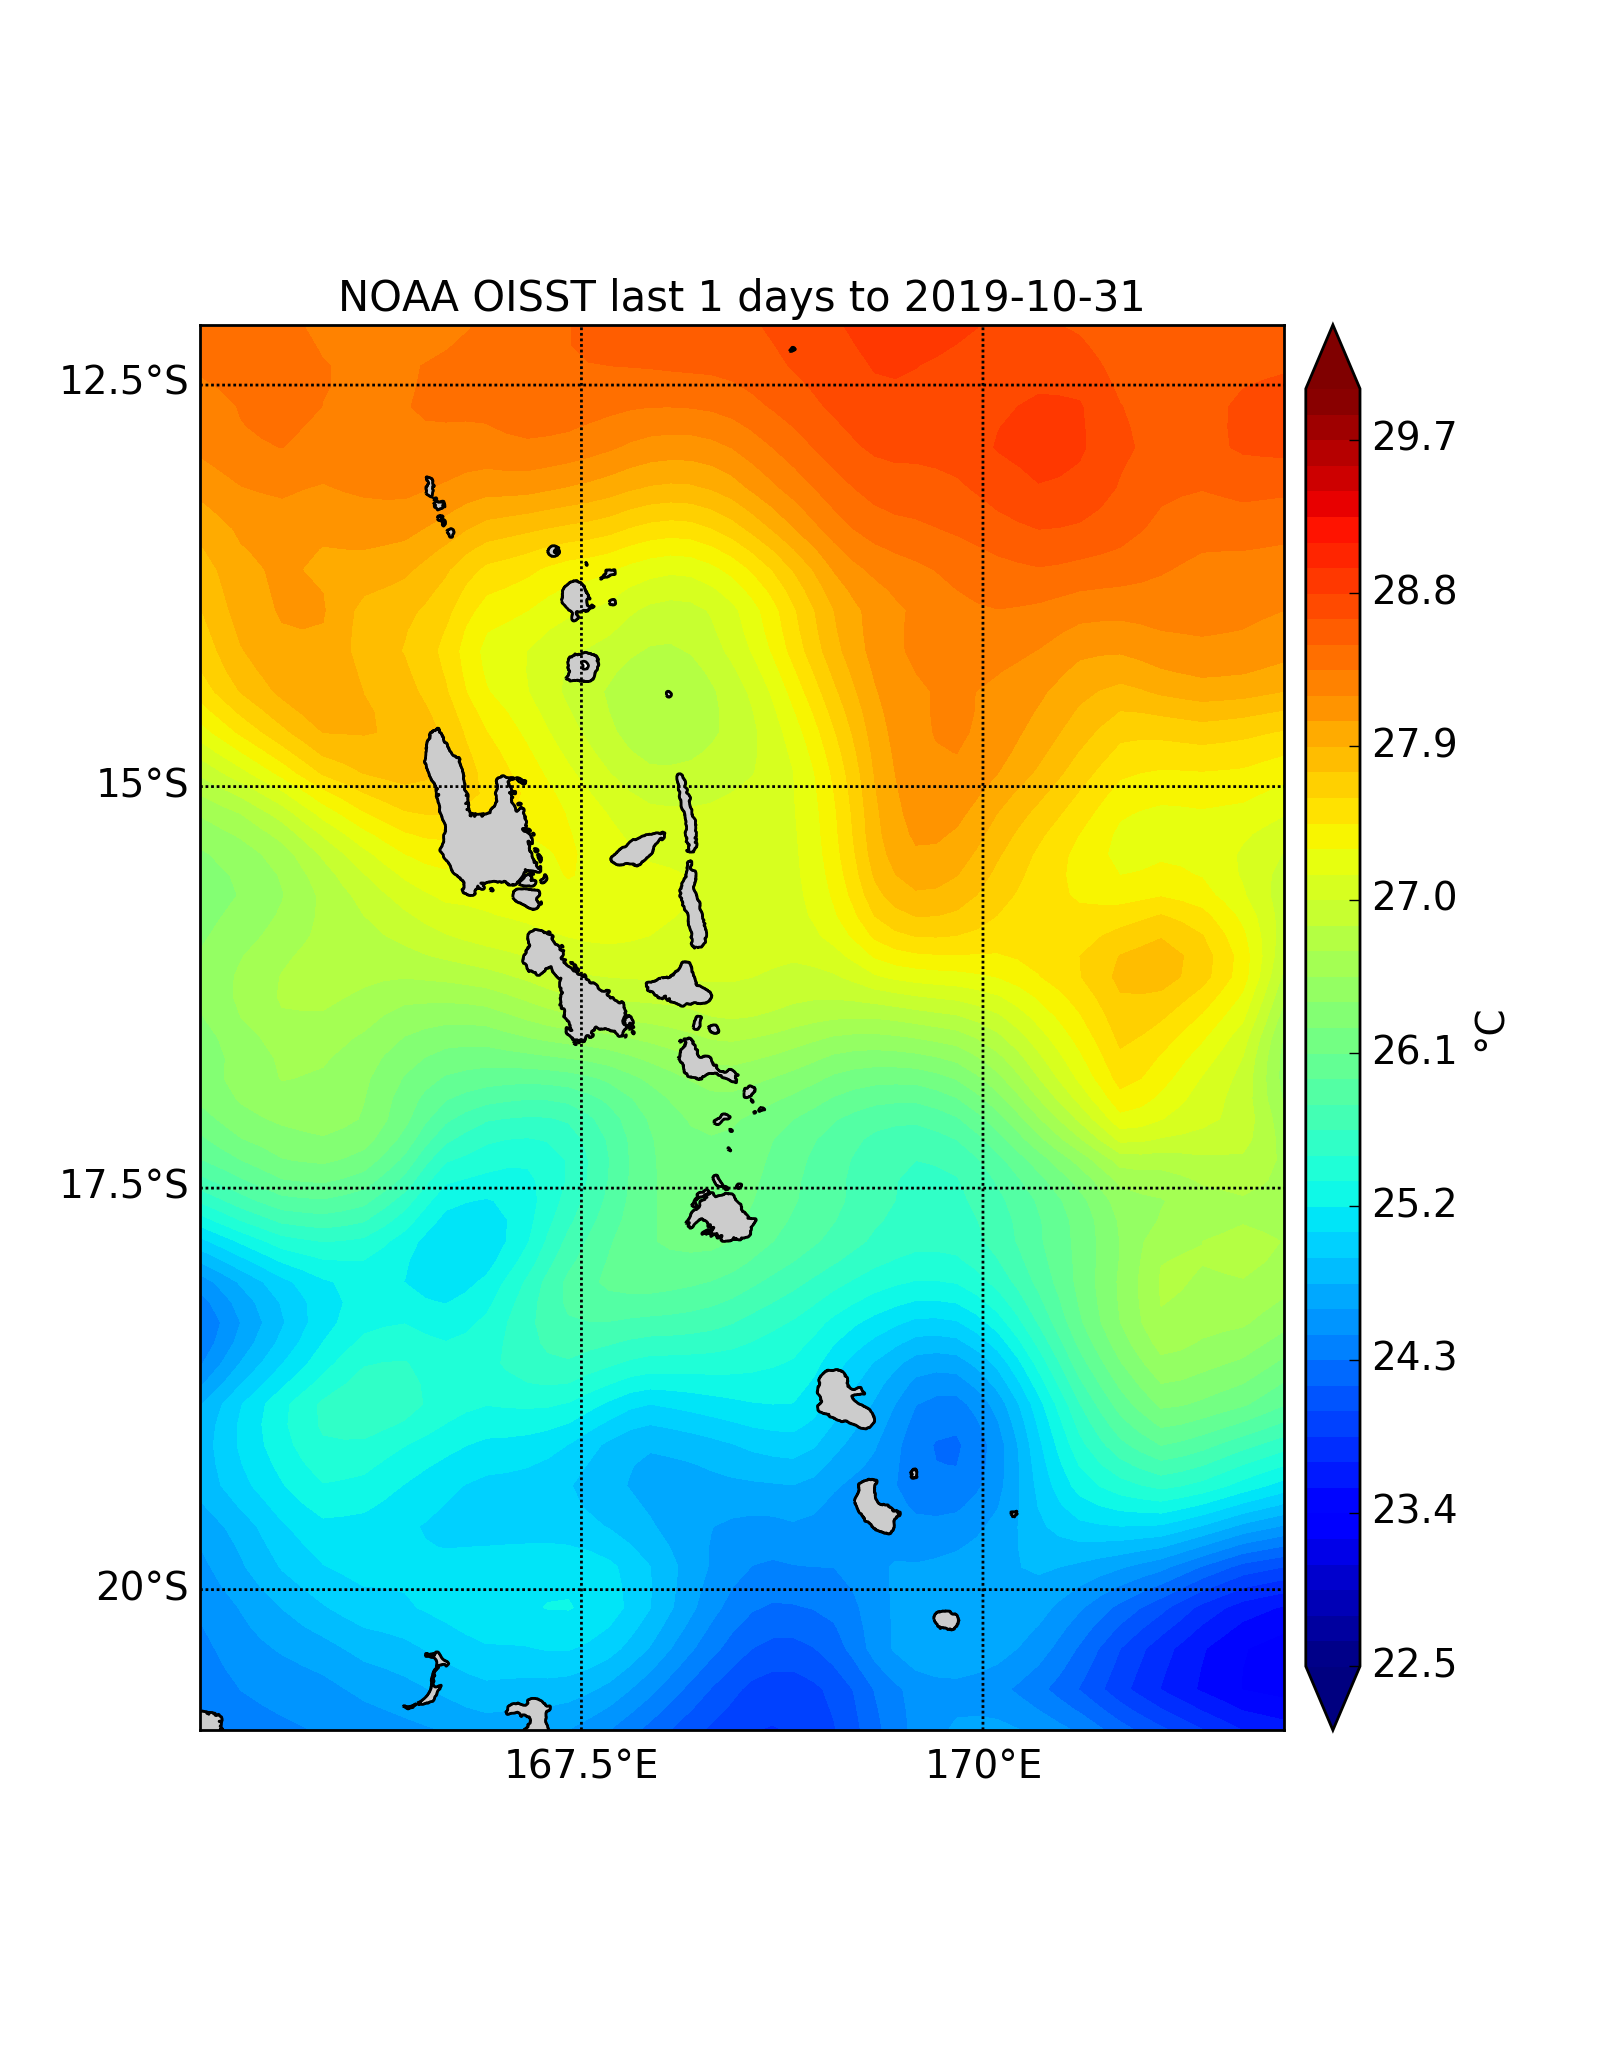 NOAA OISST last 1 days to 2019-10-31
12.5°S
15°S
17.5°S
20°S
167.5°E
170°E
29.7
28.8
27.9
27.0
26.1
25.2
24.3
23.4
22.5
°C